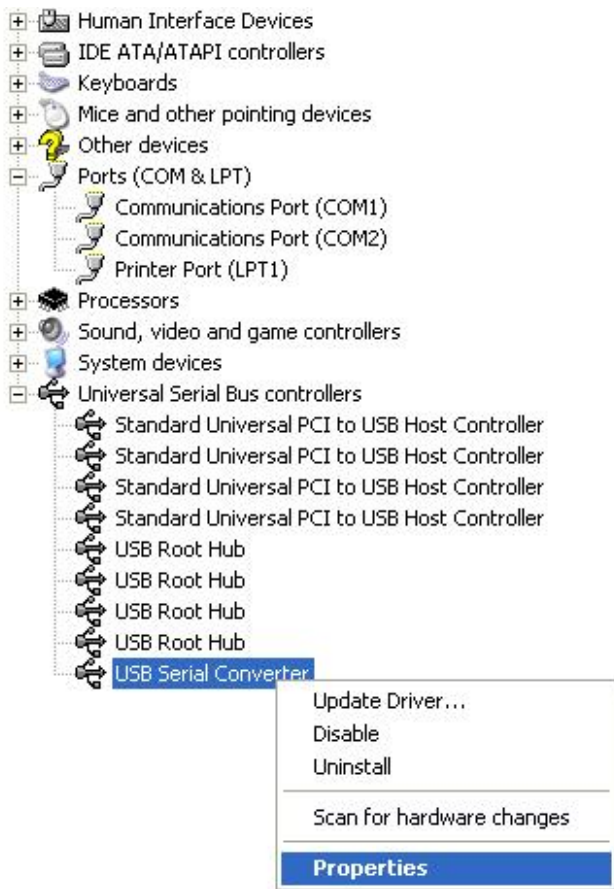 Human Interface Devices
IDE ATA/ATAPI controllers
Keyboards
Mice and other pointing devices
Other devices
Ports (COM & LPT)
Communications Port (COM1)
Communications Port (COM2)
Printer Port (LPT1)
Processors
Sound, video and game controllers
System devices
Universal Serial Bus controllers
Standard Universal PCI to USB Host Controller
Standard Universal PCI to USB Host Controller
Standard Universal PCI to USB Host Controller
Standard Universal PCI to USB Host Controller
USB Root Hub
USB Root Hub
USB Root Hub
USB Root Hub
USB Serial Converter
Update Driver...
Disable
Uninstall
Scan for hardware changes
Properties